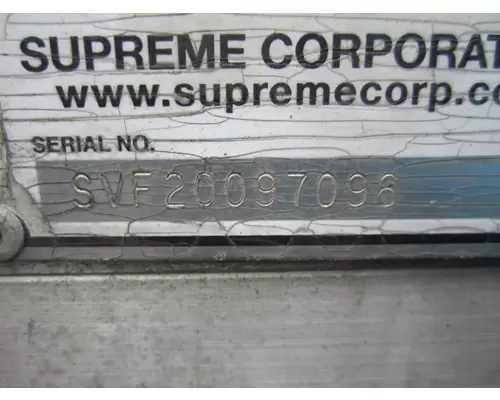 SUPREME CORPORAT
www.supremecorp.co
SERIAL NO.
SVF20097096